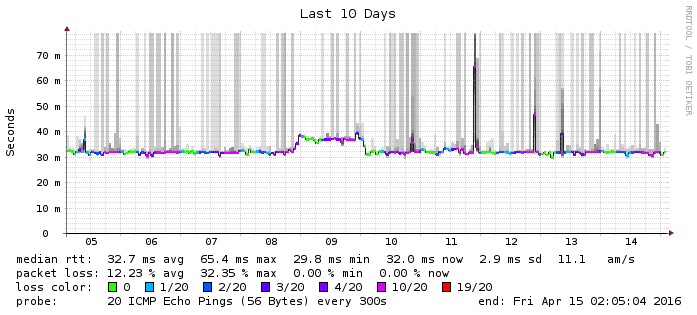 Last 10 Days
RRDTOOL / TOBI OETIKER
Seconds
70 m
60 m
50 m
40 m
30 m
20 m
10 m
0
05 06 07 08 09 10 11 12 13 14
median rtt: 32.7 ms avg 65.4 ms max 29.8 ms min 32.0 ms now 2.9 ms sd 11.1 am/s
packet loss: 12.23 % avg 32.35 % max 0.00 % min 0.00 % now
loss color: 0 1/20 2/20 3/20 4/20 10/20 19/20
probe: 20 ICMP Echo Pings (56 Bytes) every 300s end: Fri Apr 15 02:05:04 2016